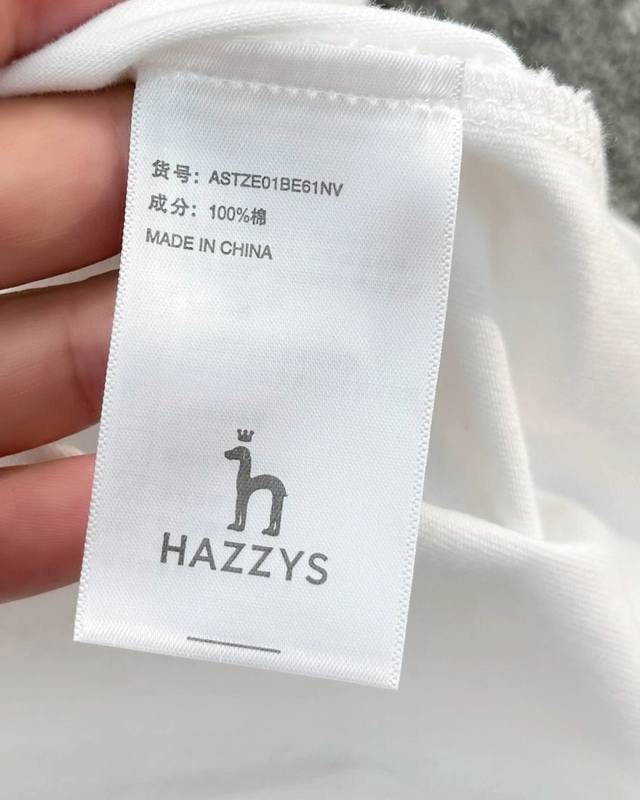 货号: ASTZE01BE61NV
成分: 100%棉
MADE IN CHINA
HAZZYS